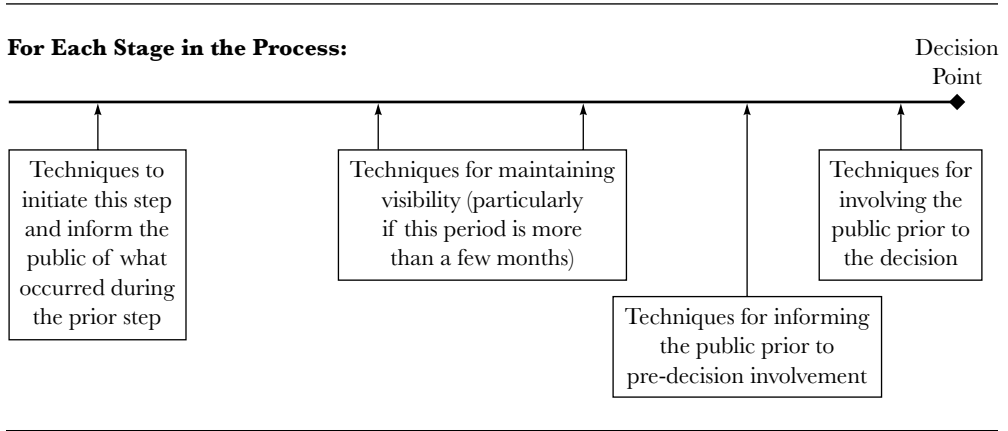 For Each Stage in the Process:
Decision
Point
Techniques to
initiate this step
and inform the
public of what
occurred during
the prior step
Techniques for maintaining
visibility (particularly
if this period is more
than a few months)
Techniques for informing
the public prior to
pre-decision involvement
Techniques for
involving the
public prior to
the decision